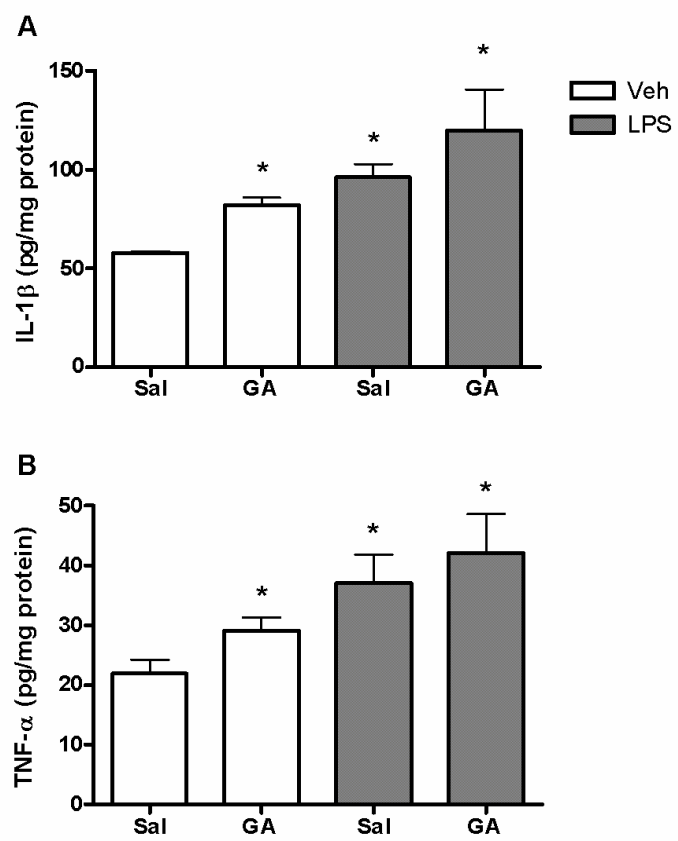 A
*
150
*
*
100
50
0
IL-1β (pg/mg protein)
Sal GA Sal GA
Veh
LPS
B
*
50
*
40
*
30
20
10
0
TNF-α (pg/mg protein)
Sal GA Sal GA